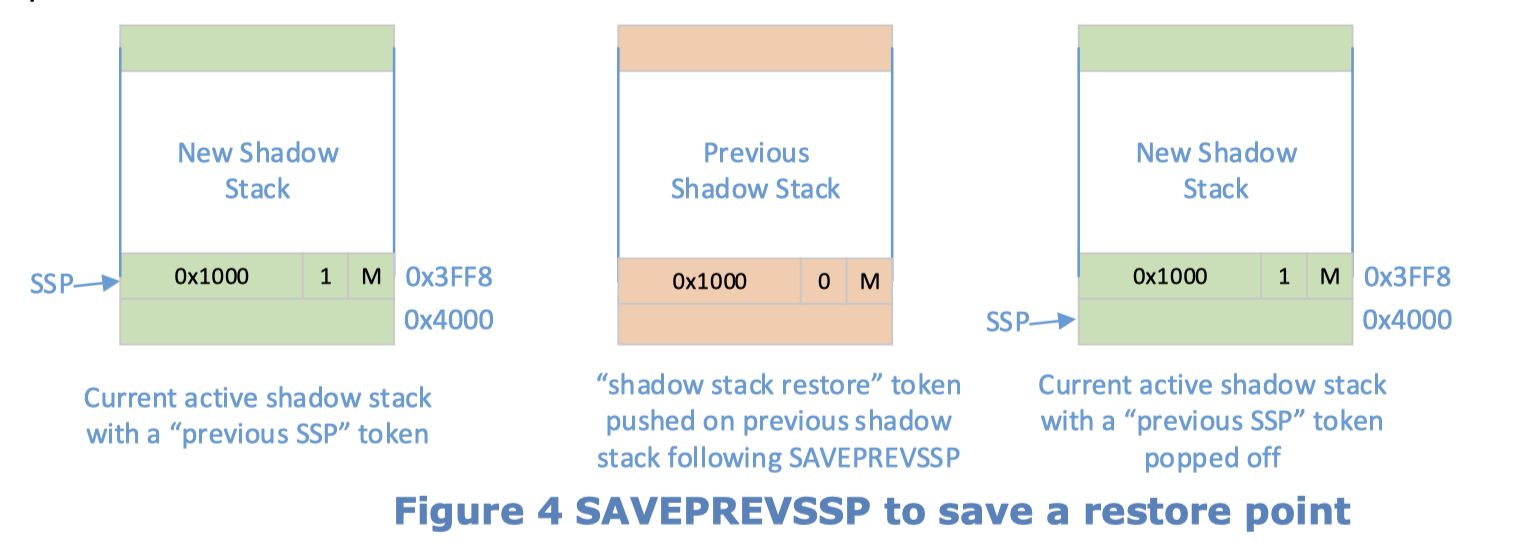 New Shadow
Stack
SSP
0x1000 1 M 0x3FF8
0x4000
Current active shadow stack
with a “previous SSP” token
Previous
Shadow Stack
0x1000 0 M
“shadow stack restore” token
pushed on previous shadow
stack following SAVEPREVSSP
New Shadow
Stack
0x1000 1 M 0x3FF8
SSP
0x4000
Current active shadow stack
with a “previous SSP” token
popped off
Figure 4 SAVEPREVSSP to save a restore point